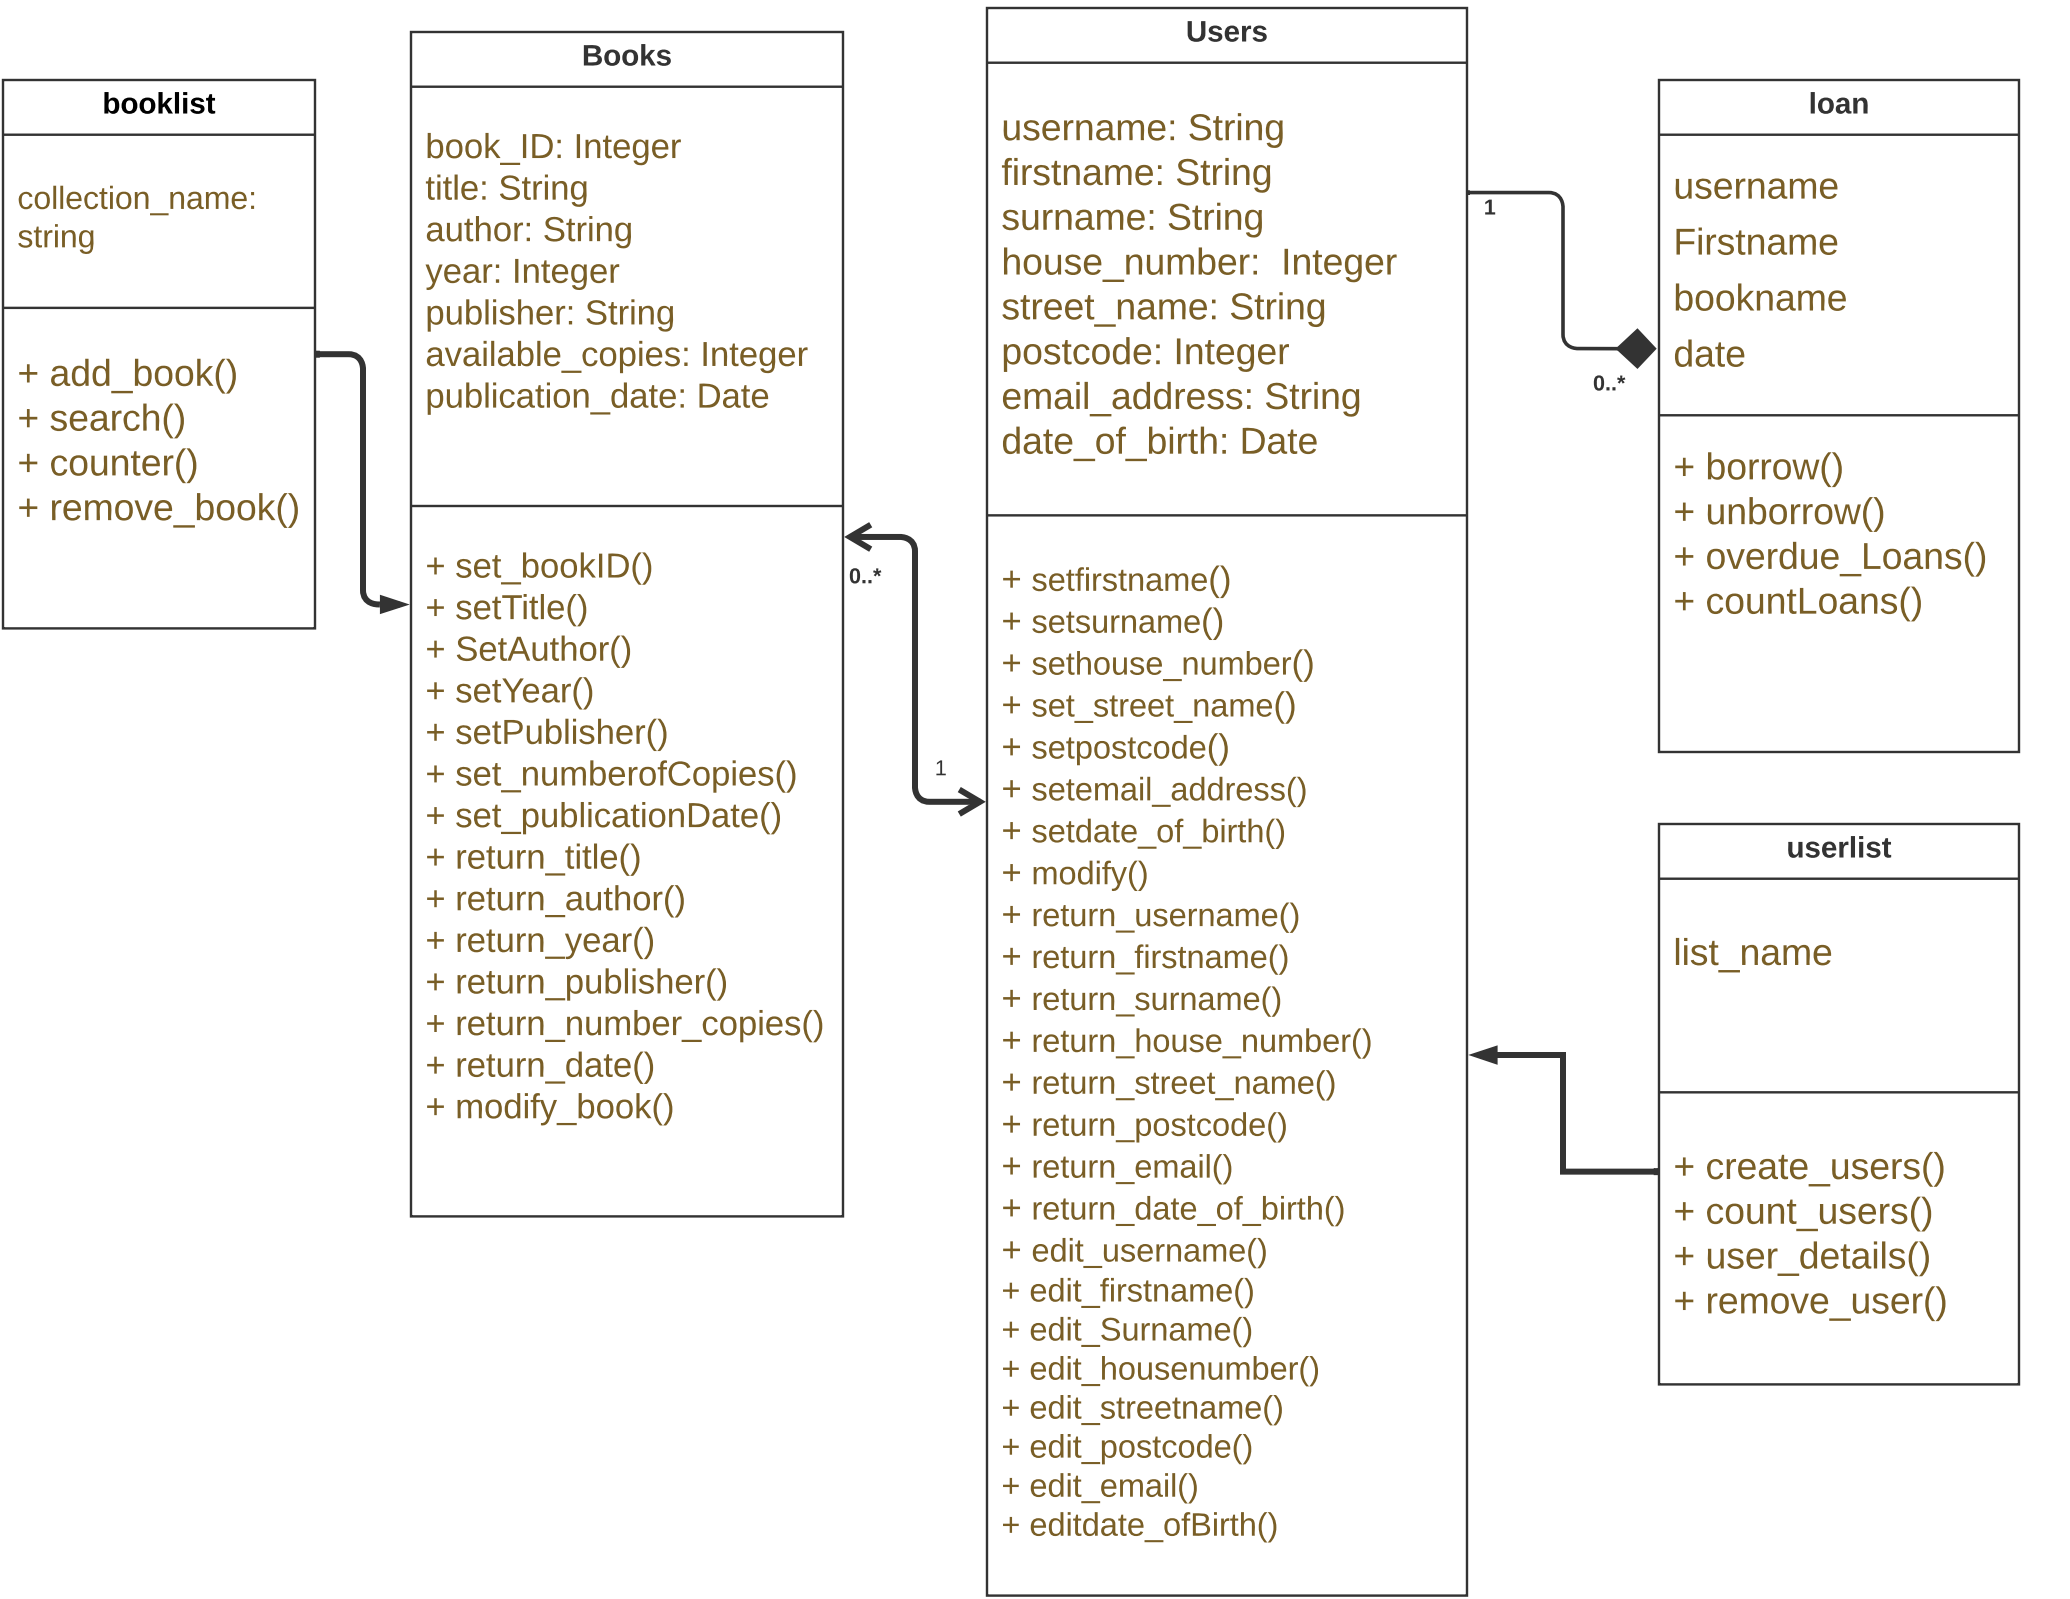 booklist
collection_name:
string
+ add_book()
+ search()
+ counter()
+ remove_book()
Books
book_ID: Integer
title: String
author: String
year: Integer
publisher: String
available_copies: Integer
publication_date: Date
+ set_bookID()
+ setTitle()
+ SetAuthor()
+ setYear()
+ setPublisher()
+ set_numberofCopies()
+ set_publicationDate()
+ return_title()
+ return_author()
+ return_year()
+ return_publisher()
+ return_number_copies()
+ return_date()
+ modify_book()
0..*
1
Users
username: String
firstname: String
surname: String
house_number:  Integer
street_name: String
postcode: Integer
email_address: String
date_of_birth: Date
+ setfirstname()
+ setsurname()
+ sethouse_number()
+ set_street_name()
+ setpostcode()
+ setemail_address()
+ setdate_of_birth()
+ modify()
+ return_username()
+ return_firstname()
+ return_surname()
+ return_house_number()
+ return_street_name()
+ return_postcode()
+ return_email()
+ return_date_of_birth()
+ edit_username()
+ edit_firstname()
+ edit_Surname()
+ edit_housenumber()
+ edit_streetname()
+ edit_postcode()
+ edit_email()
+ editdate_ofBirth()
1
0..*
loan
username
Firstname
bookname
date
+ borrow()
+ unborrow()
+ overdue_Loans()
+ countLoans()
userlist
list_name
+ create_users()
+ count_users()
+ user_details()
+ remove_user()